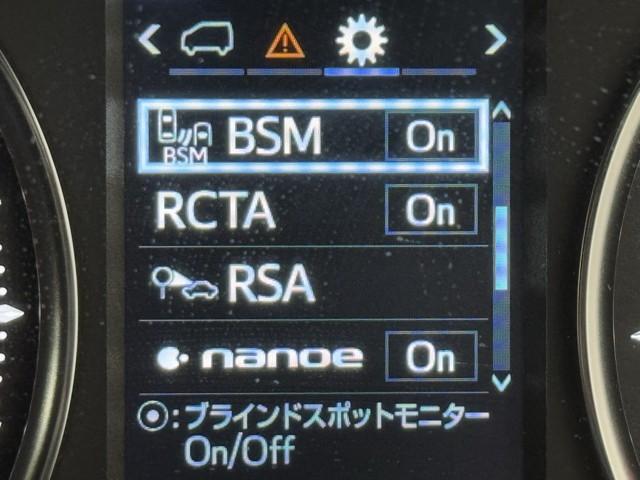 BSM BSM On
RCTA On
RSA
nanoe On
:ブラインドスポットモニター
On/Off